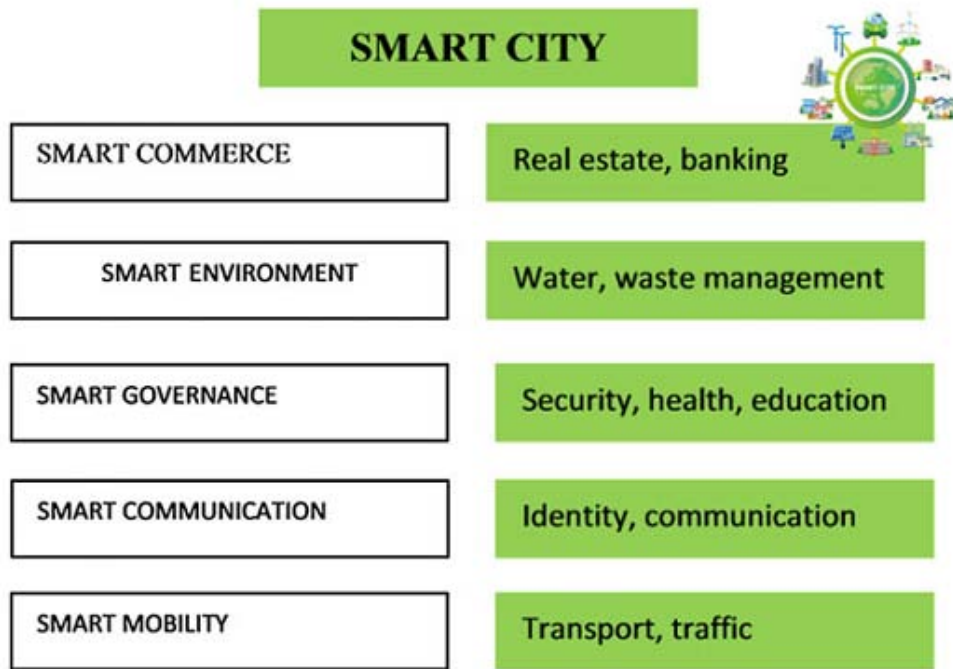 SMART CITY
SMART COMMERCE
Real estate, banking
SMART ENVIRONMENT
Water, waste management
SMART GOVERNANCE
Security, health, education
SMART COMMUNICATION
Identity, communication
SMART MOBILITY
Transport, traffic